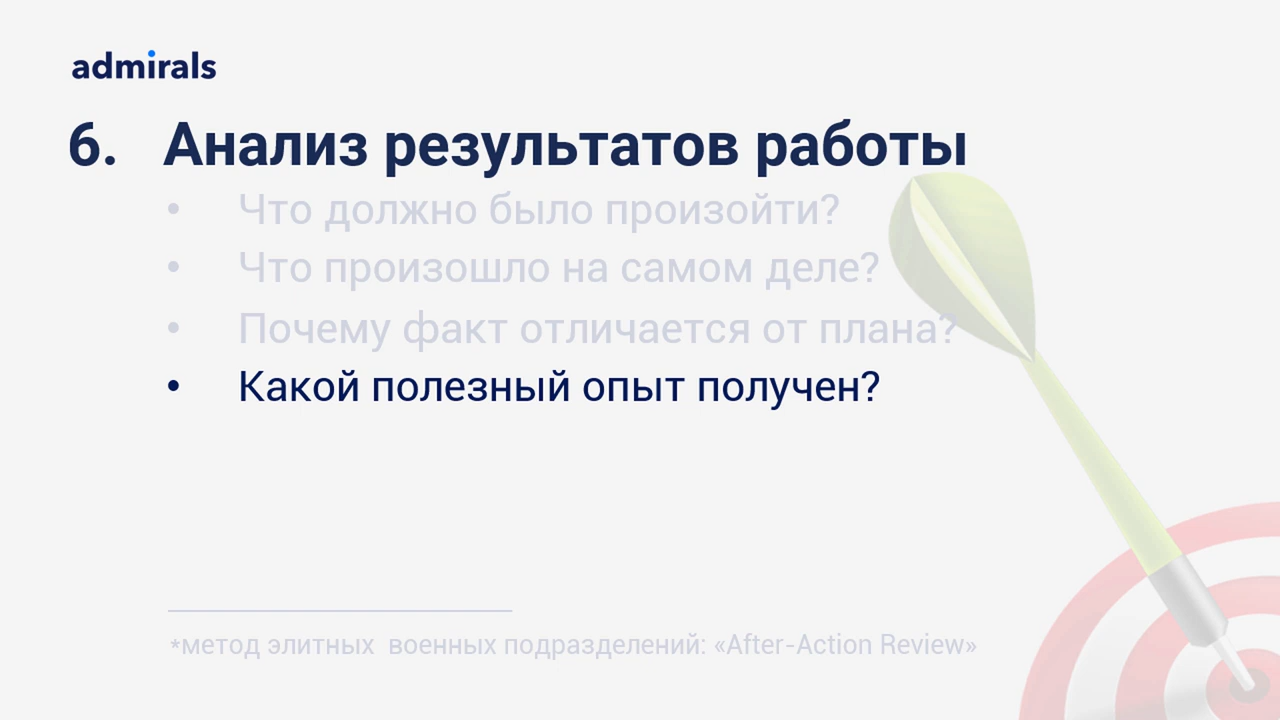 admirals
6. Анализ результатов работы
• Что должно было произойти?
• Что произошло на самом деле?
• Почему факт отличается от плана?
• Какой полезный опыт получен?
*метод элитных военных подразделений: «After-Action Review»